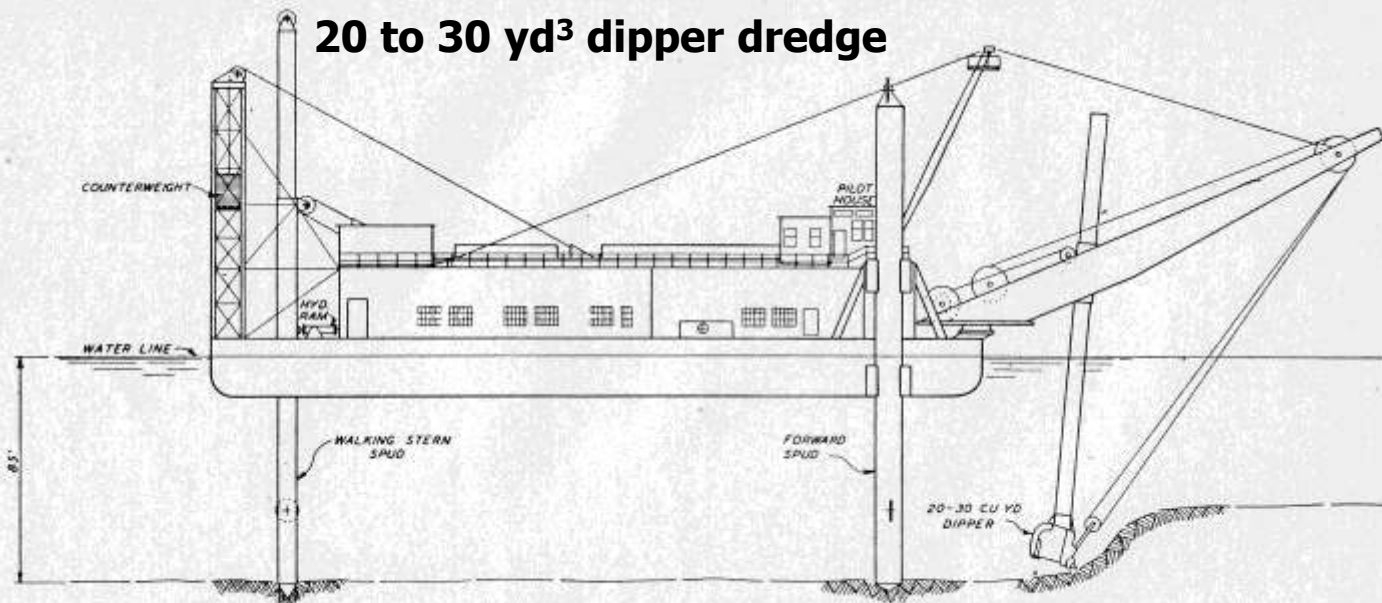 20 to 30 yd³ dipper dredge
COUNTERWEIGHT
PILOT
HOUSE
HYD.
RAM
WATER LINE
85'
WALKING STERN
SPUD
FORWARD
SPUD
20-30 CU YD
DIPPER